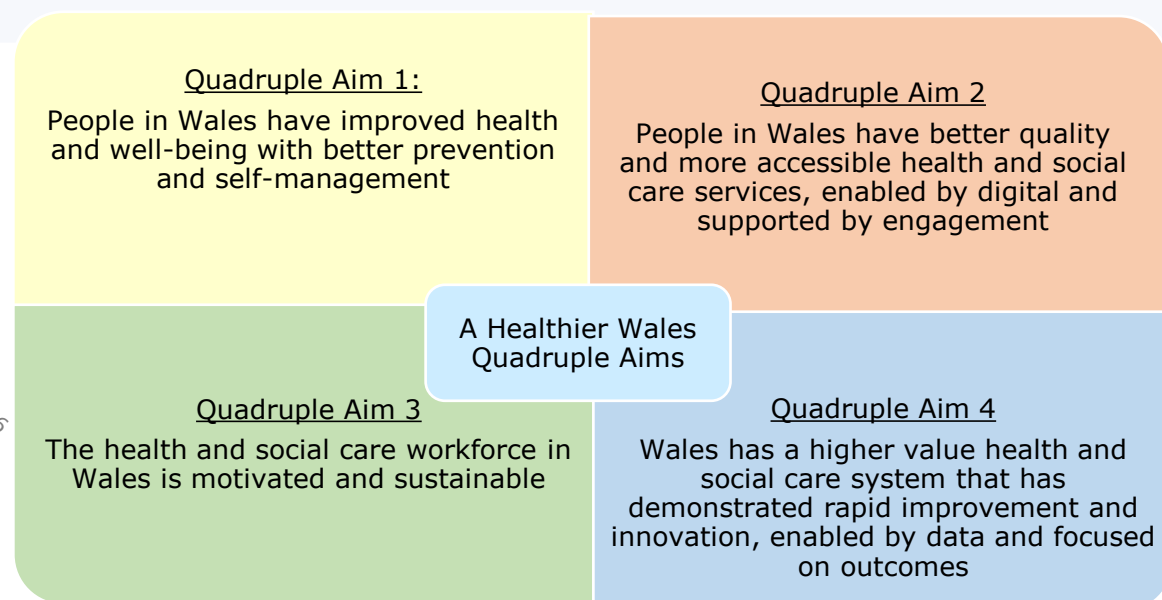 Quadruple Aim 1:
People in Wales have improved health
and well-being with better prevention
and self-management
Quadruple Aim 2
People in Wales have better quality
and more accessible health and social
care services, enabled by digital and
supported by engagement
A Healthier Wales
Quadruple Aims
Quadruple Aim 3
The health and social care workforce in
Wales is motivated and sustainable
Quadruple Aim 4
Wales has a higher value health and
social care system that has
demonstrated rapid improvement and
innovation, enabled by data and focused
on outcomes